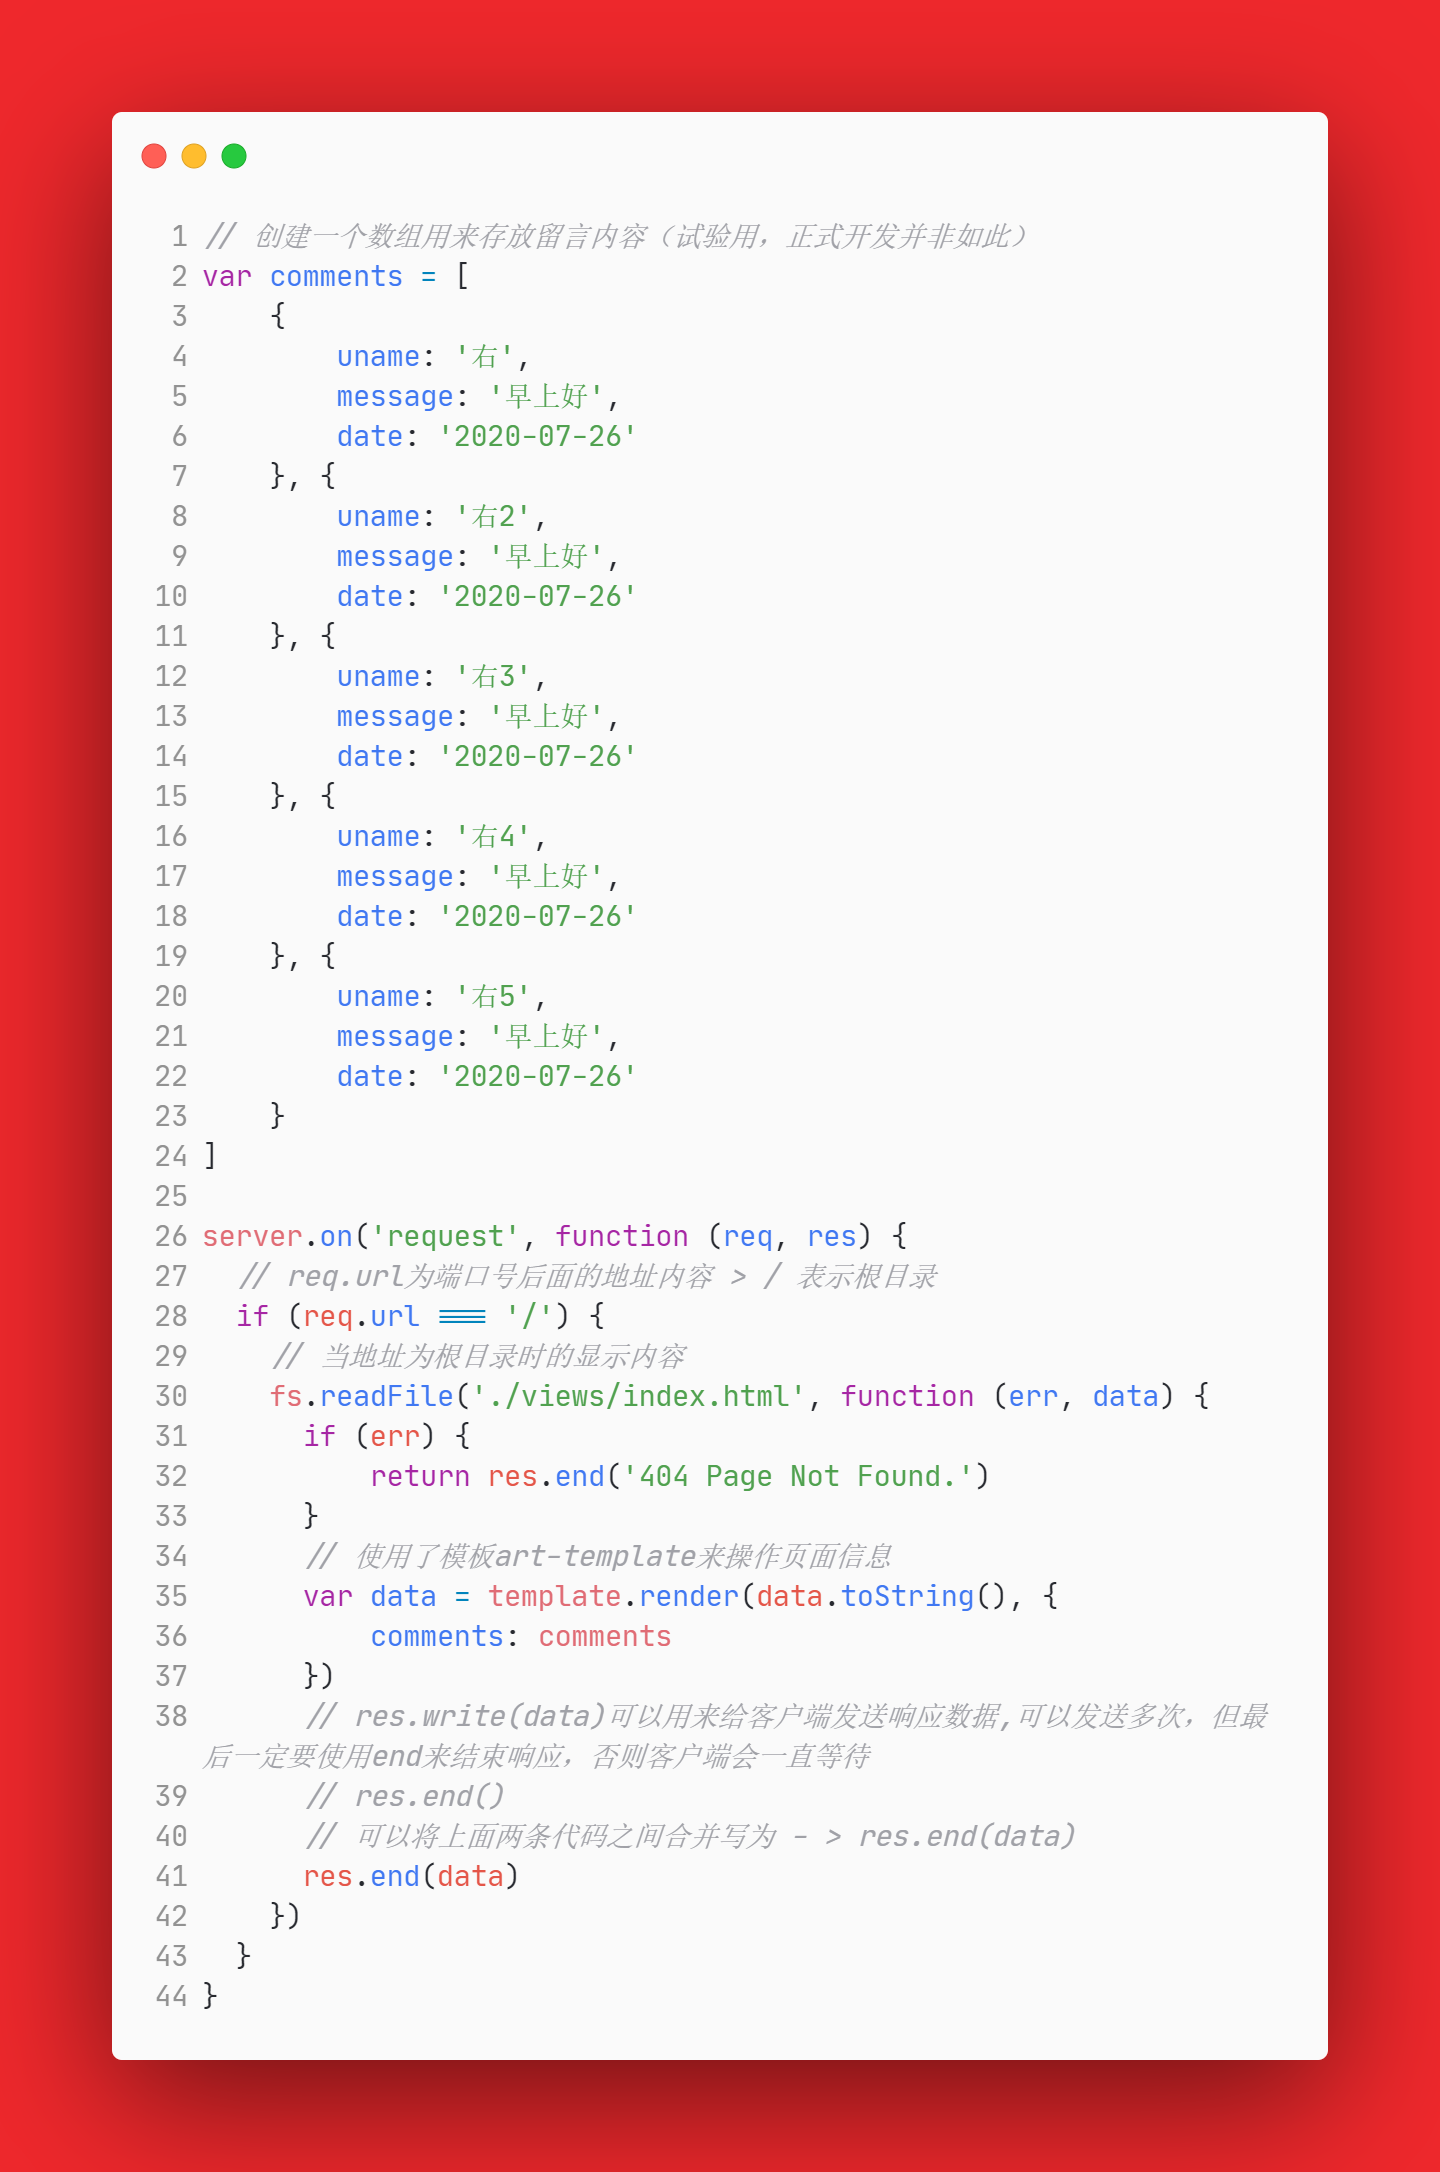 1 // 创建一个数组用来存放留言内容（试验用，正式开发并非如此）
2 var comments = [
3     {
4         uname: '右',
5         message: '早上好',
6         date: '2020-07-26'
7     }, {
8         uname: '右2',
9         message: '早上好',
10         date: '2020-07-26'
11     }, {
12         uname: '右3',
13         message: '早上好',
14         date: '2020-07-26'
15     }, {
16         uname: '右4',
17         message: '早上好',
18         date: '2020-07-26'
19     }, {
20         uname: '右5',
21         message: '早上好',
22         date: '2020-07-26'
23     }
24 ]
25
26 server.on('request', function (req, res) {
27   // req.url为端口号后面的地址内容 > / 表示根目录
28   if (req.url === '/') {
29     // 当地址为根目录时的显示内容
30     fs.readFile('./views/index.html', function (err, data) {
31       if (err) {
32           return res.end('404 Page Not Found.')
33       }
34       // 使用了模板art-template来操作页面信息
35       var data = template.render(data.toString(), {
36           comments: comments
37       })
38       // res.write(data)可以用来给客户端发送响应数据,可以发送多次，但最
后一定要使用end来结束响应，否则客户端会一直等待
39       // res.end()
40       // 可以将上面两条代码之间合并写为 - > res.end(data)
41       res.end(data)
42     })
43   }
44 }